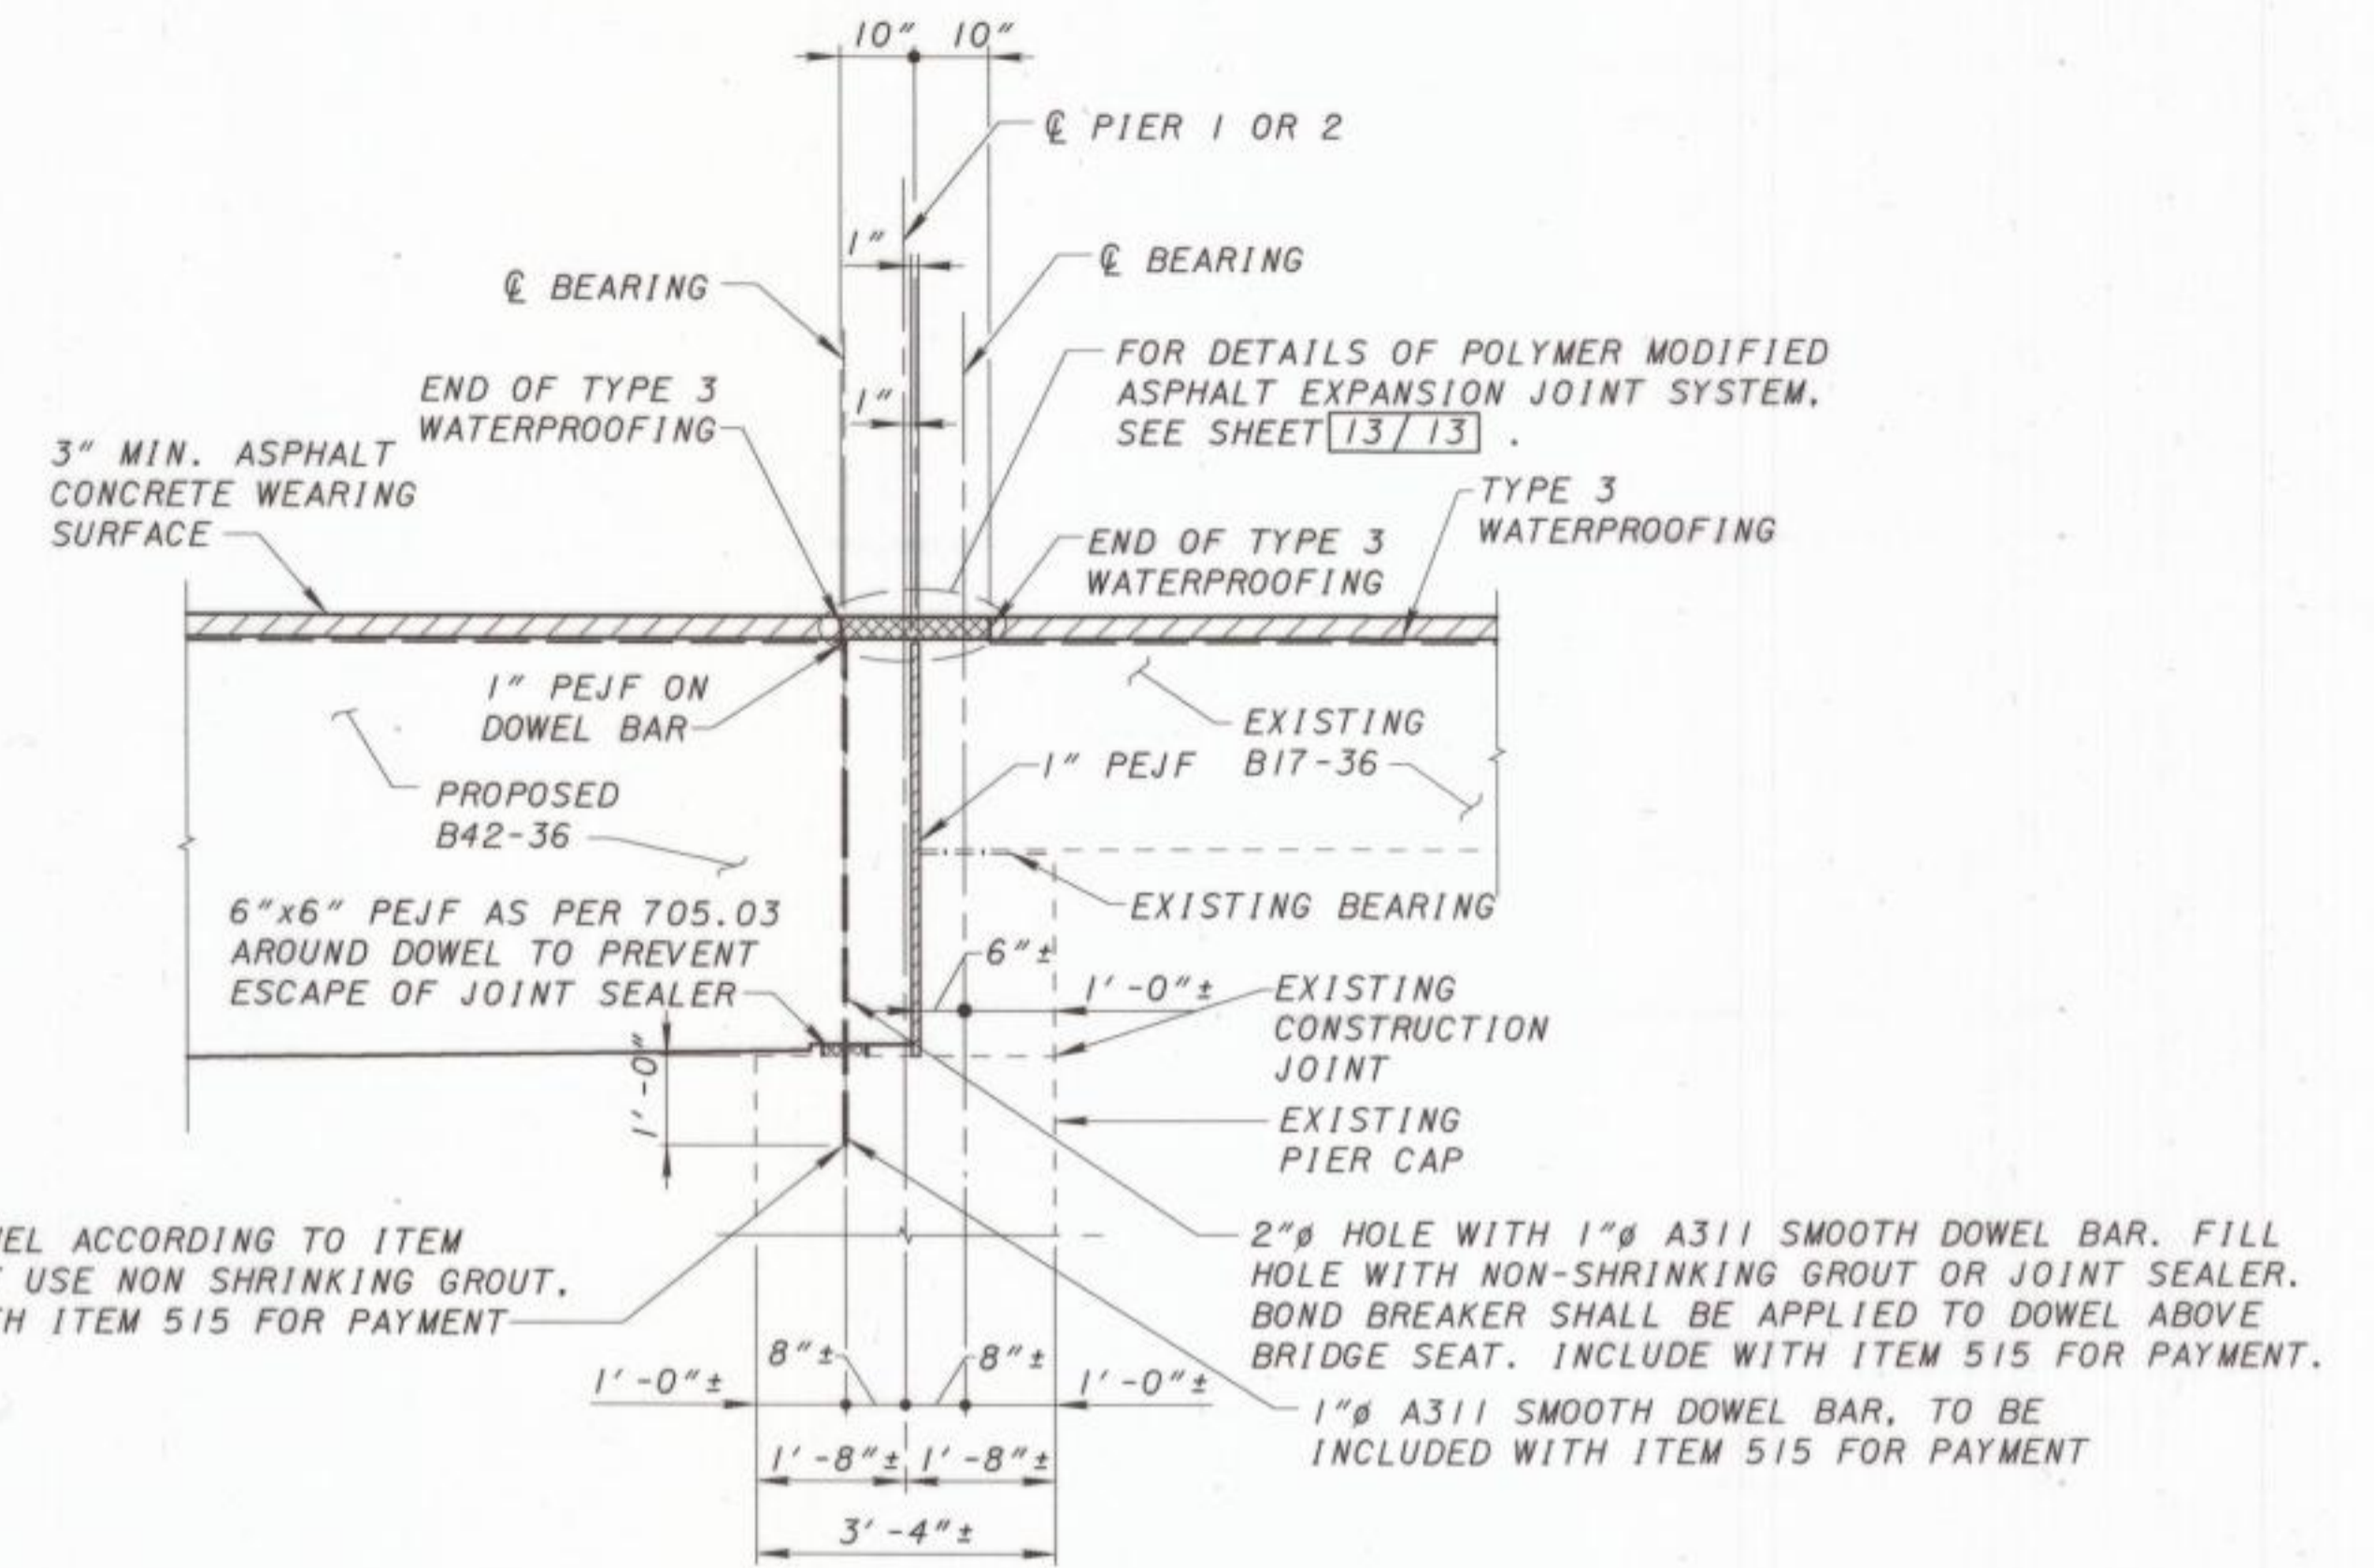 10" 10"
℄ PIER 1 OR 2
1"
℄ BEARING
℄ BEARING
FOR DETAILS OF POLYMER MODIFIED
ASPHALT EXPANSION JOINT SYSTEM,
SEE SHEET 13/13 .
END OF TYPE 3
WATERPROOFING
1"
3" MIN. ASPHALT
CONCRETE WEARING
SURFACE
TYPE 3
WATERPROOFING
END OF TYPE 3
WATERPROOFING
1" PEJF ON
DOWEL BAR
EXISTING
B17-36
1" PEJF
PROPOSED
B42-36
EXISTING BEARING
6"x6" PEJF AS PER 705.03
AROUND DOWEL TO PREVENT
ESCAPE OF JOINT SEALER
6"±
1'-0"±
EXISTING
CONSTRUCTION
JOINT
1'-0"
EXISTING
PIER CAP
ACCORDING TO ITEM
USE NON SHRINKING GROUT.
ITEM 515 FOR PAYMENT
2"ø HOLE WITH 1"ø A311 SMOOTH DOWEL BAR. FILL
HOLE WITH NON-SHRINKING GROUT OR JOINT SEALER.
BOND BREAKER SHALL BE APPLIED TO DOWEL ABOVE
BRIDGE SEAT. INCLUDE WITH ITEM 515 FOR PAYMENT.
8"± 8"±
1'-0"± 1'-0"±
1"ø A311 SMOOTH DOWEL BAR, TO BE
INCLUDED WITH ITEM 515 FOR PAYMENT
1'-8"± 1'-8"±
3'-4"±